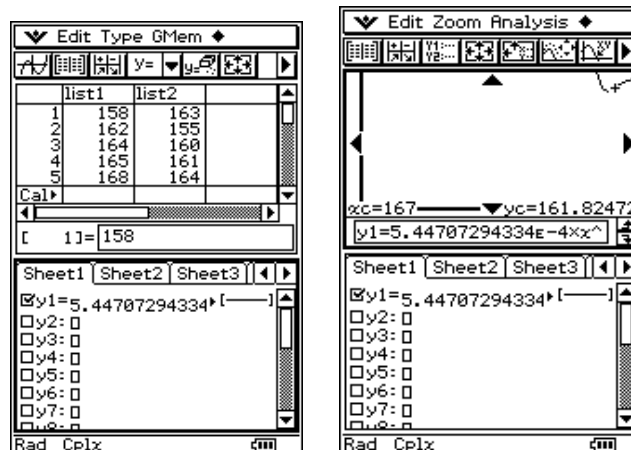 Edit Type GMem
y=
list1 list2
1 158 163
2 162 155
3 164 160
4 165 161
5 168 164
Cal
[ 1]= 158
Sheet1 Sheet2 Sheet3
y1=5.44707294334 [——]
y2:
y3:
y4:
y5:
y6:
y7:
Rad Cplx
Edit Zoom Analysis
xc=167 yc=161.82472
y1=5.44707294334E-4×x^
Sheet1 Sheet2 Sheet3
y1=5.44707294334 [——]
y2:
y3:
y4:
y5:
y6:
y7:
Rad Cplx